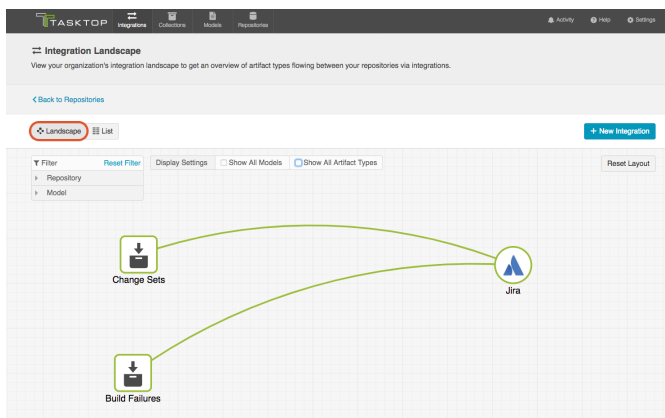 TASKTOP
Integrations
Collections
Models
Repositories
Activity
Help
Settings
Integration Landscape
View your organization's integration landscape to get an overview of artifact types flowing between your repositories via integrations.
Back to Repositories
Landscape
List
+ New Integration
Filter
Reset Filter
Display Settings
Show All Models
Show All Artifact Types
Reset Layout
Repository
Model
Change Sets
Jira
Build Failures